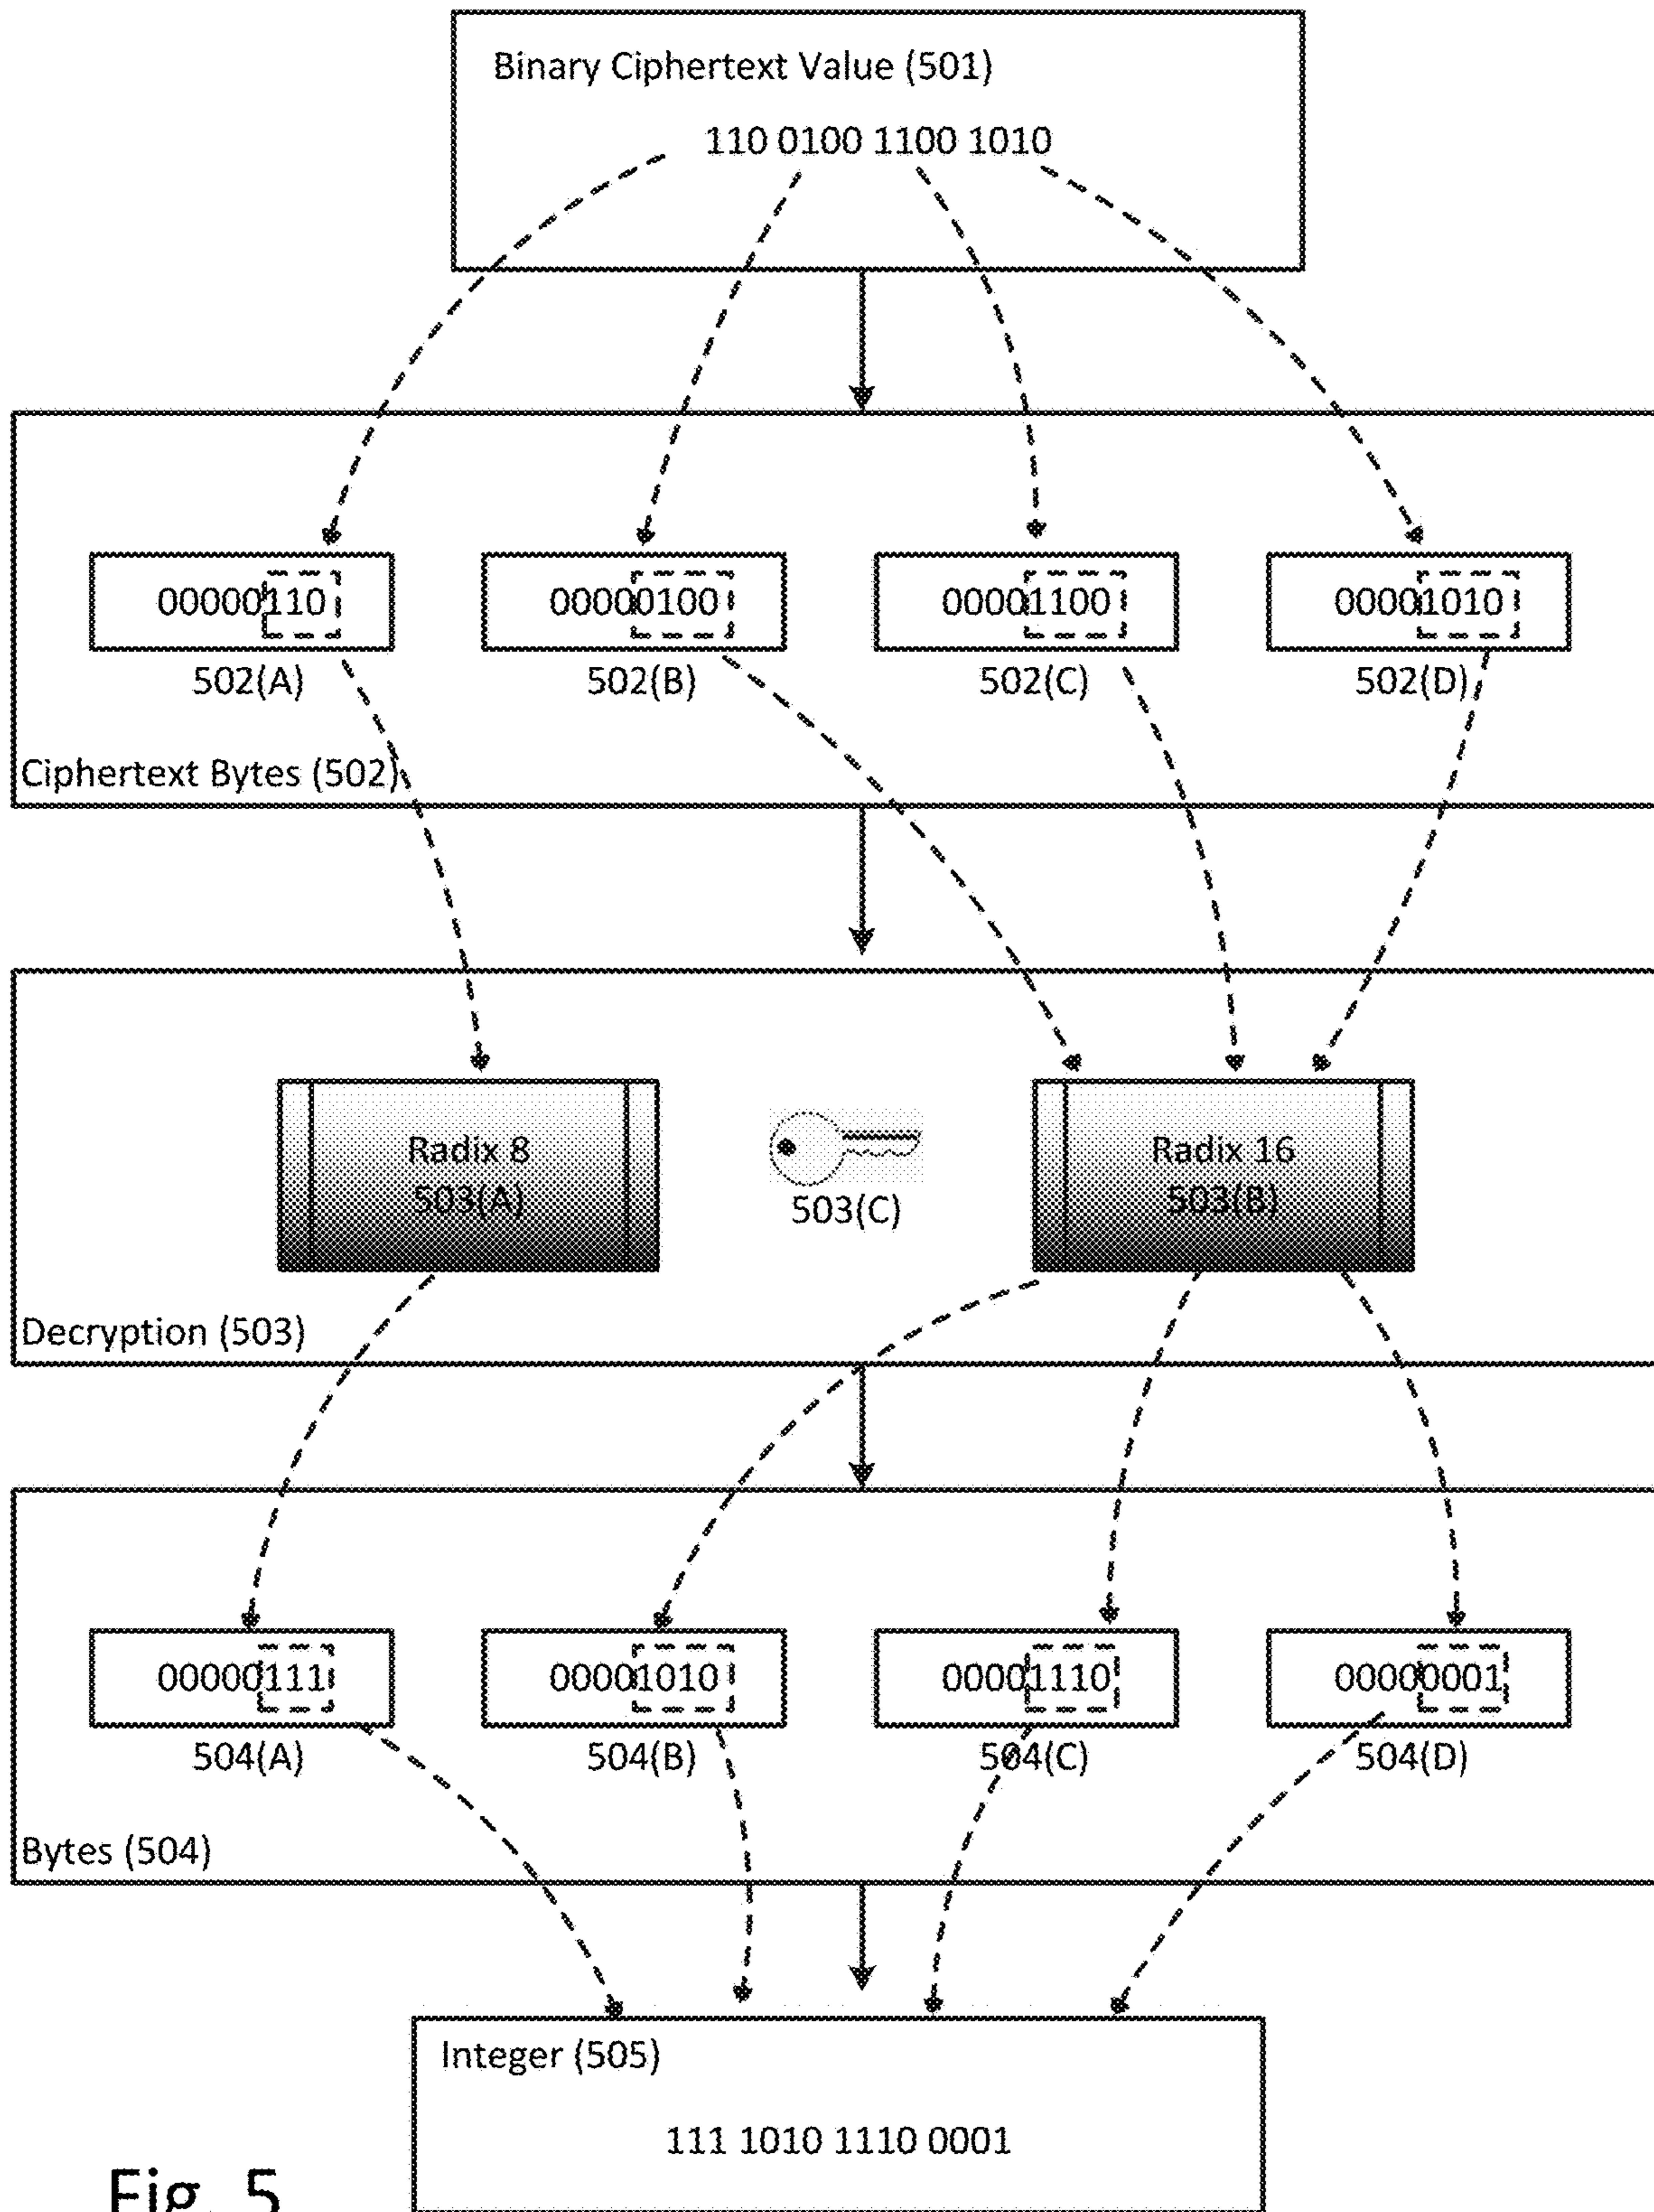 Binary Ciphertext Value (501)
110 0100 1100 1010
00000110 00000100 00001100 00001010
502(A) 502(B) 502(C) 502(D)
Ciphertext Bytes (502)
Radix 8 Radix 16
503(A) 503(C) 503(B)
Decryption (503)
00000111 00001010 00001110 00000001
504(A) 504(B) 504(C) 504(D)
Bytes (504)
Integer (505)
111 1010 1110 0001
Fig. 5